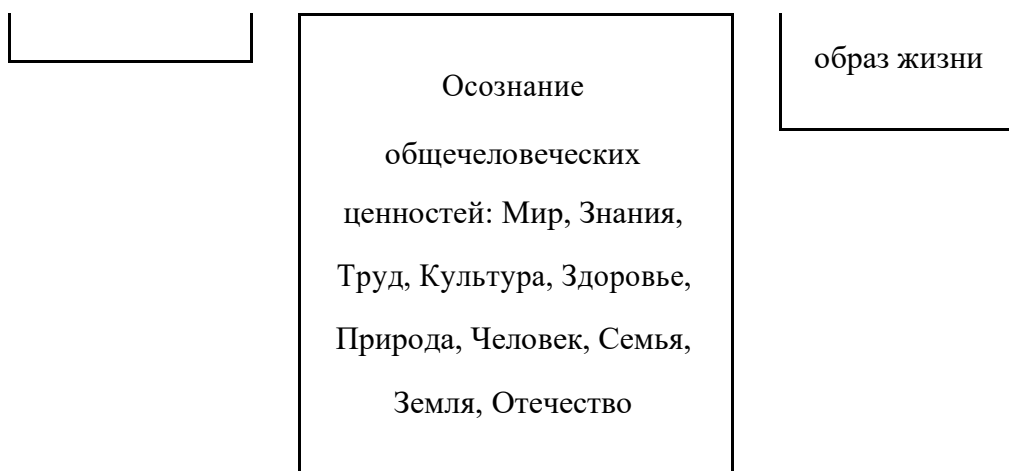 образ жизни
Осознание
общечеловеческих
ценностей: Мир, Знания,
Труд, Культура, Здоровье,
Природа, Человек, Семья,
Земля, Отечество